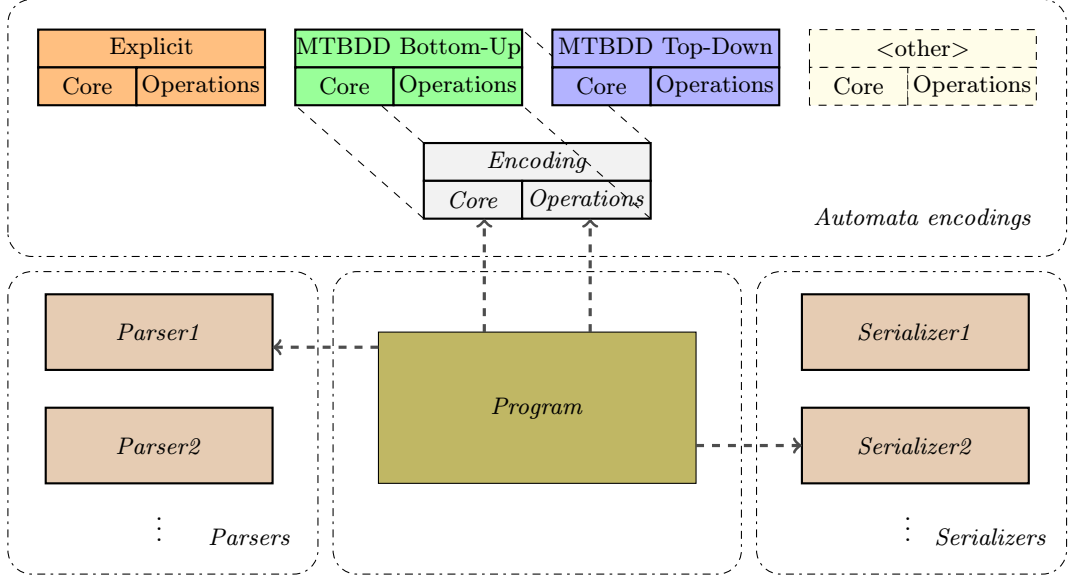 Explicit
Core Operations
MTBDD Bottom-Up
Core Operations
MTBDD Top-Down
Core Operations
<other>
Core Operations
Encoding
Core Operations
Automata encodings
Parser1
Parser2
⋮
Parsers
Program
Serializer1
Serializer2
⋮
Serializers